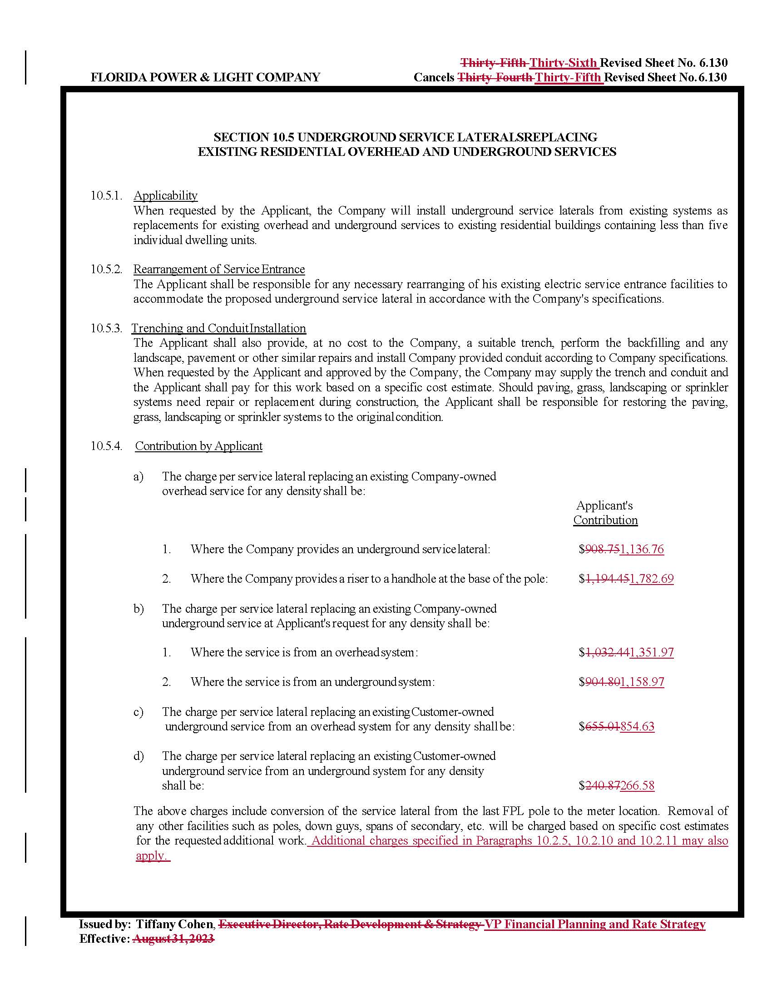 Thirty-Fifth Thirty-Sixth Revised Sheet No. 6.130
FLORIDA POWER & LIGHT COMPANY Cancels Thirty-Fourth Thirty-Fifth Revised Sheet No. 6.130
SECTION 10.5 UNDERGROUND SERVICE LATERALSREPLACING
EXISTING RESIDENTIAL OVERHEAD AND UNDERGROUND SERVICES
10.5.1. Applicability
When requested by the Applicant, the Company will install underground service laterals from existing systems as
replacements for existing overhead and underground services to existing residential buildings containing less than five
individual dwelling units.
10.5.2. Rearrangement of Service Entrance
The Applicant shall be responsible for any necessary rearranging of his existing electric service entrance facilities to
accommodate the proposed underground service lateral in accordance with the Company's specifications.
10.5.3. Trenching and Conduit Installation
The Applicant shall also provide, at no cost to the Company, a suitable trench, perform the backfilling and any
landscape, pavement or other similar repairs and install Company provided conduit according to Company specifications.
When requested by the Applicant and approved by the Company, the Company may supply the trench and conduit and
the Applicant shall pay for this work based on a specific cost estimate. Should paving, grass, landscaping or sprinkler
systems need repair or replacement during construction, the Applicant shall be responsible for restoring the paving,
grass, landscaping or sprinkler systems to the original condition.
10.5.4. Contribution by Applicant
a) The charge per service lateral replacing an existing Company-owned
overhead service for any density shall be:
Applicant's
Contribution
1. Where the Company provides an underground service lateral: $908.751,136.76
2. Where the Company provides a riser to a handhole at the base of the pole: $1,194.451,782.69
b) The charge per service lateral replacing an existing Company-owned
underground service at Applicant's request for any density shall be:
1. Where the service is from an overhead system: $1,032.441,351.97
2. Where the service is from an underground system: $904.801,158.97
c) The charge per service lateral replacing an existing Customer-owned
underground service from an overhead system for any density shall be: $655.01854.63
d) The charge per service lateral replacing an existing Customer-owned
underground service from an underground system for any density
shall be: $240.87266.58
The above charges include conversion of the service lateral from the last FPL pole to the meter location. Removal of
any other facilities such as poles, down guys, spans of secondary, etc. will be charged based on specific cost estimates
for the requested additional work. Additional charges specified in Paragraphs 10.2.5, 10.2.10 and 10.2.11 may also
apply.
Issued by: Tiffany Cohen, Executive Director, Rate Development & Strategy VP Financial Planning and Rate Strategy
Effective: August 31, 2023